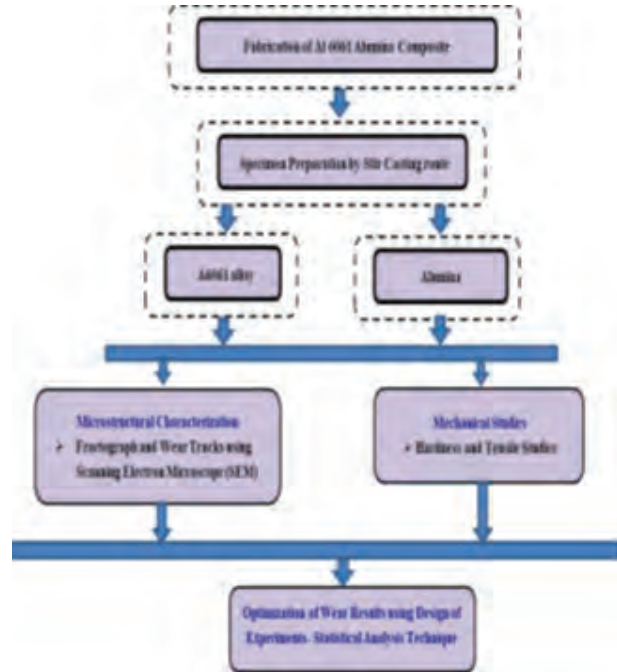 Fabrication of Al 6061 Alumina Composite
Specimen Preparation by Stir Casting route
Al6061 alloy
Alumina
Microstructural Characterization
➢ Fractograph and Wear Tracks using
Scanning Electron Microscope (SEM)
Mechanical Studies
➢ Hardness and Tensile Studies
Optimization of Wear Results using Design of
Experiments- Statistical Analysis Technique